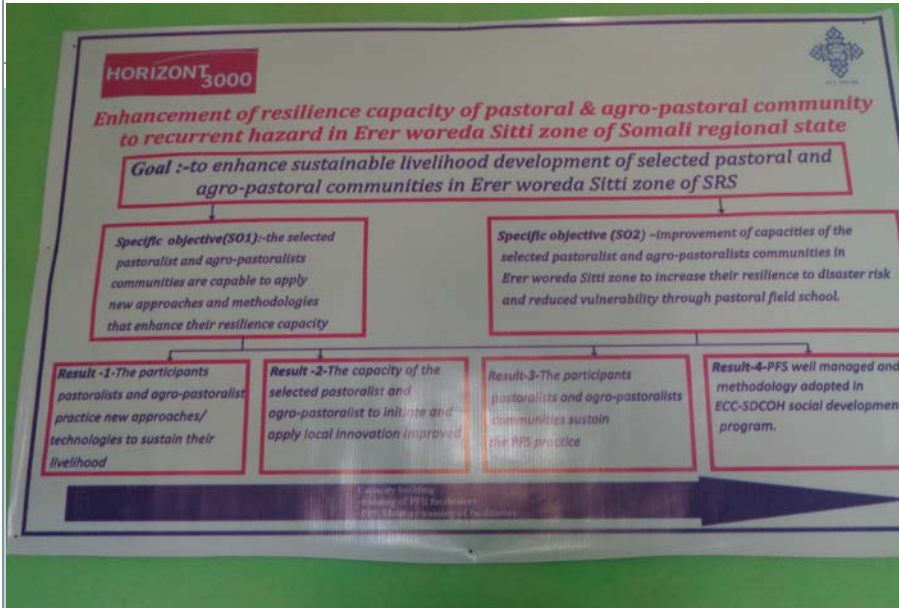 HORIZONT
3000
Enhancement of resilience capacity of pastoral & agro-pastoral community
to recurrent hazard in Erer woreda Sitti zone of Somali regional state
Goal :-to enhance sustainable livelihood development of selected pastoral and
agro-pastoral communities in Erer woreda Sitti zone of SRS
Specific objective(SO1):-the selected
pastoralist and agro-pastoralists
communities are capable to apply
new approaches and methodologies
that enhance their resilience capacity
Specific objective (SO2) –improvement of capacities of the
selected pastoralist and agro-pastoralists communities in
Erer woreda Sitti zone to increase their resilience to disaster risk
and reduced vulnerability through pastoral field school.
Result -1-The participants
pastoralists and agro-pastoralist
practice new approaches/
technologies to sustain their
livelihood
Result -2-The capacity of the
selected pastoralist and
agro-pastoralist to initiate and
apply local innovation improved
Result-3-The participants
pastoralists and agro-pastoralists
communities sustain
the PFS practice
Result-4-PFS well managed and
methodology adopted in
ECC-SDCOH social development
program.
Capacity building
-training of PFS facilitators